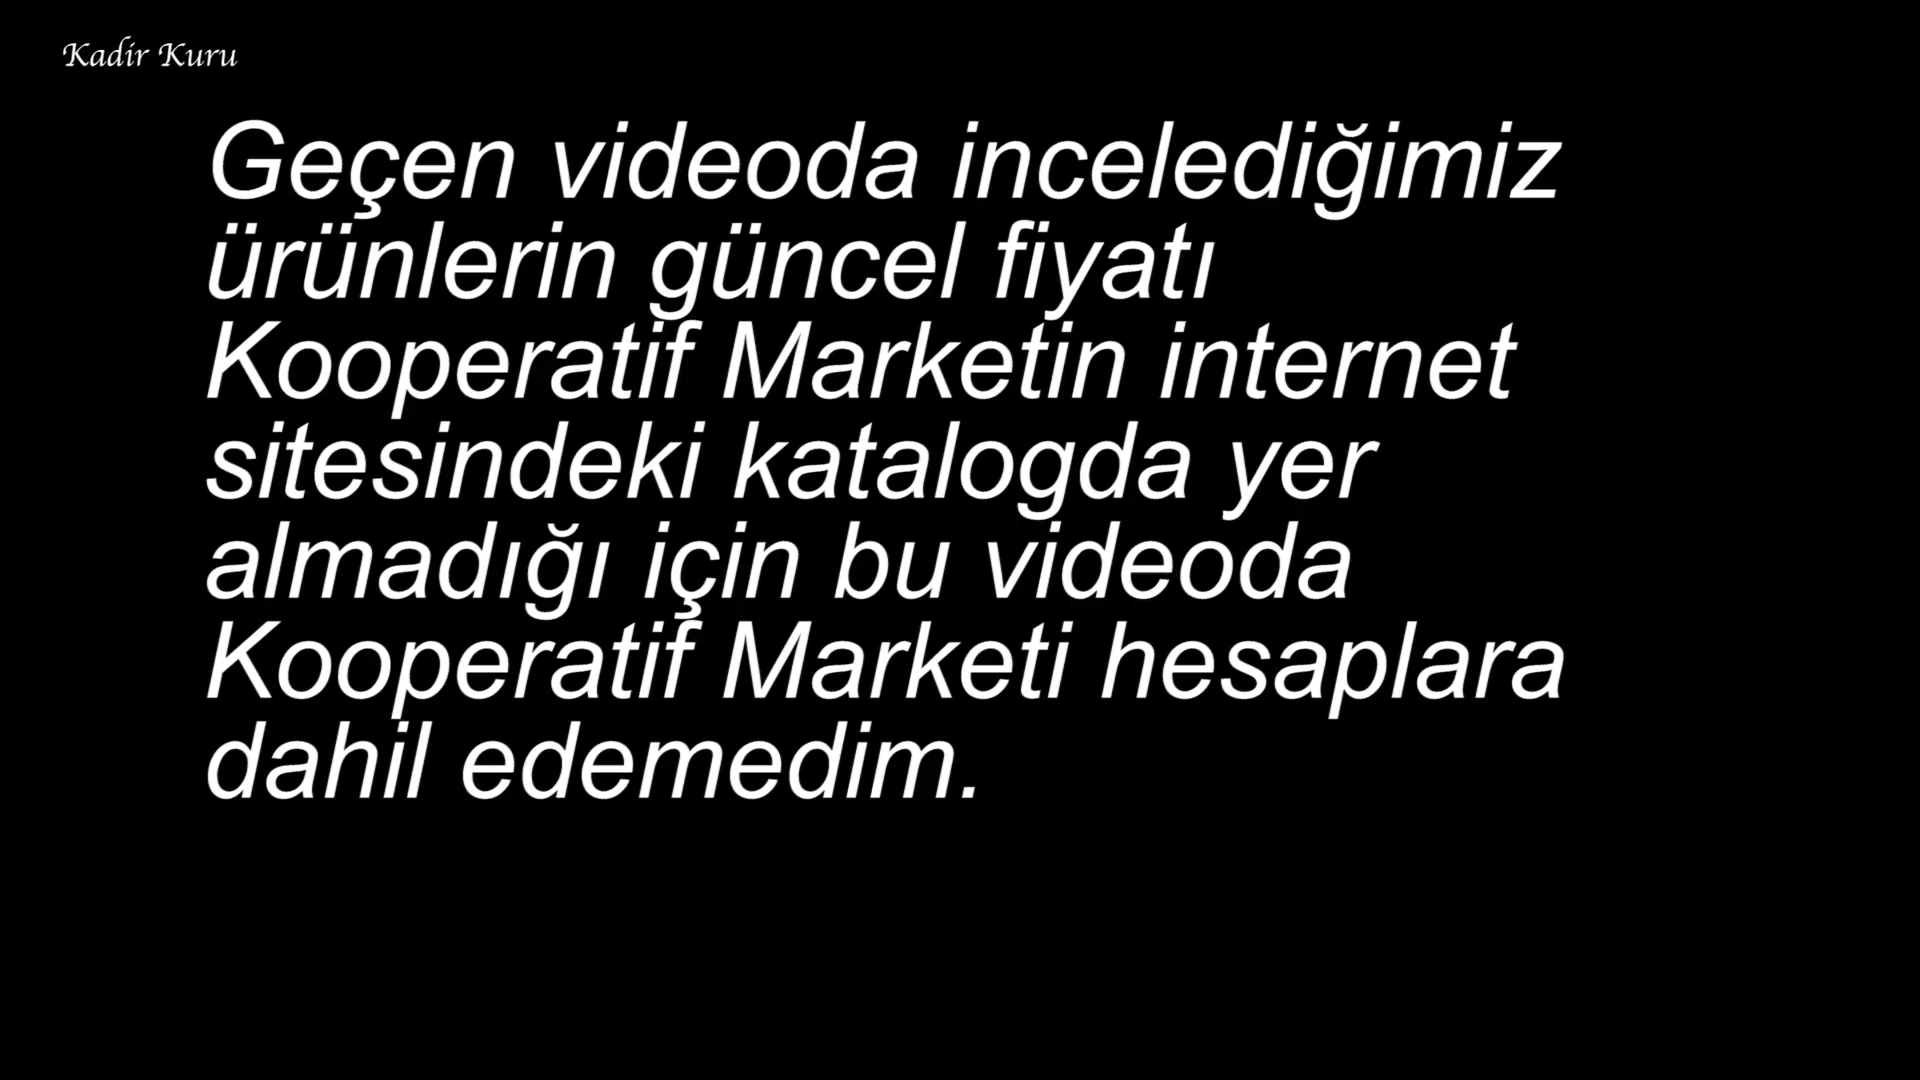 Kadir Kuru
Geçen videoda incelediğimiz
ürünlerin güncel fiyatı
Kooperatif Marketin internet
sitesindeki katalogda yer
almadığı için bu videoda
Kooperatif Marketi hesaplara
dahil edemedim.